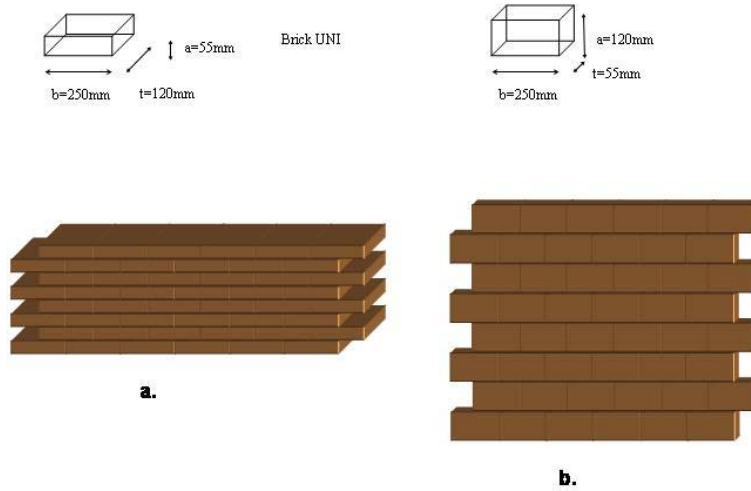 a=55mm
Brick UNI
a=120mm
t=55mm
b=250mm
t=120mm
b=250mm
a.
b.